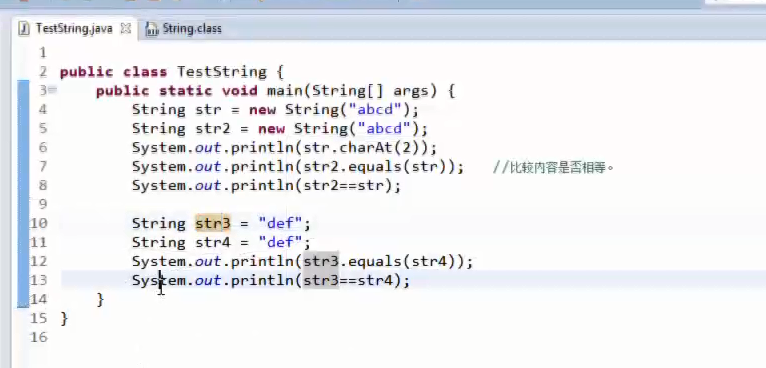 TestString.java String.class
1
2 public class TestString {
3 public static void main(String[] args) {
4 String str = new String("abcd");
5 String str2 = new String("abcd");
6 System.out.println(str.charAt(2));
7 System.out.println(str2.equals(str)); //比较内容是否相等。
8 System.out.println(str2==str);
9
10 String str3 = "def";
11 String str4 = "def";
12 System.out.println(str3.equals(str4));
13 System.out.println(str3==str4);
14 }
15 }
16